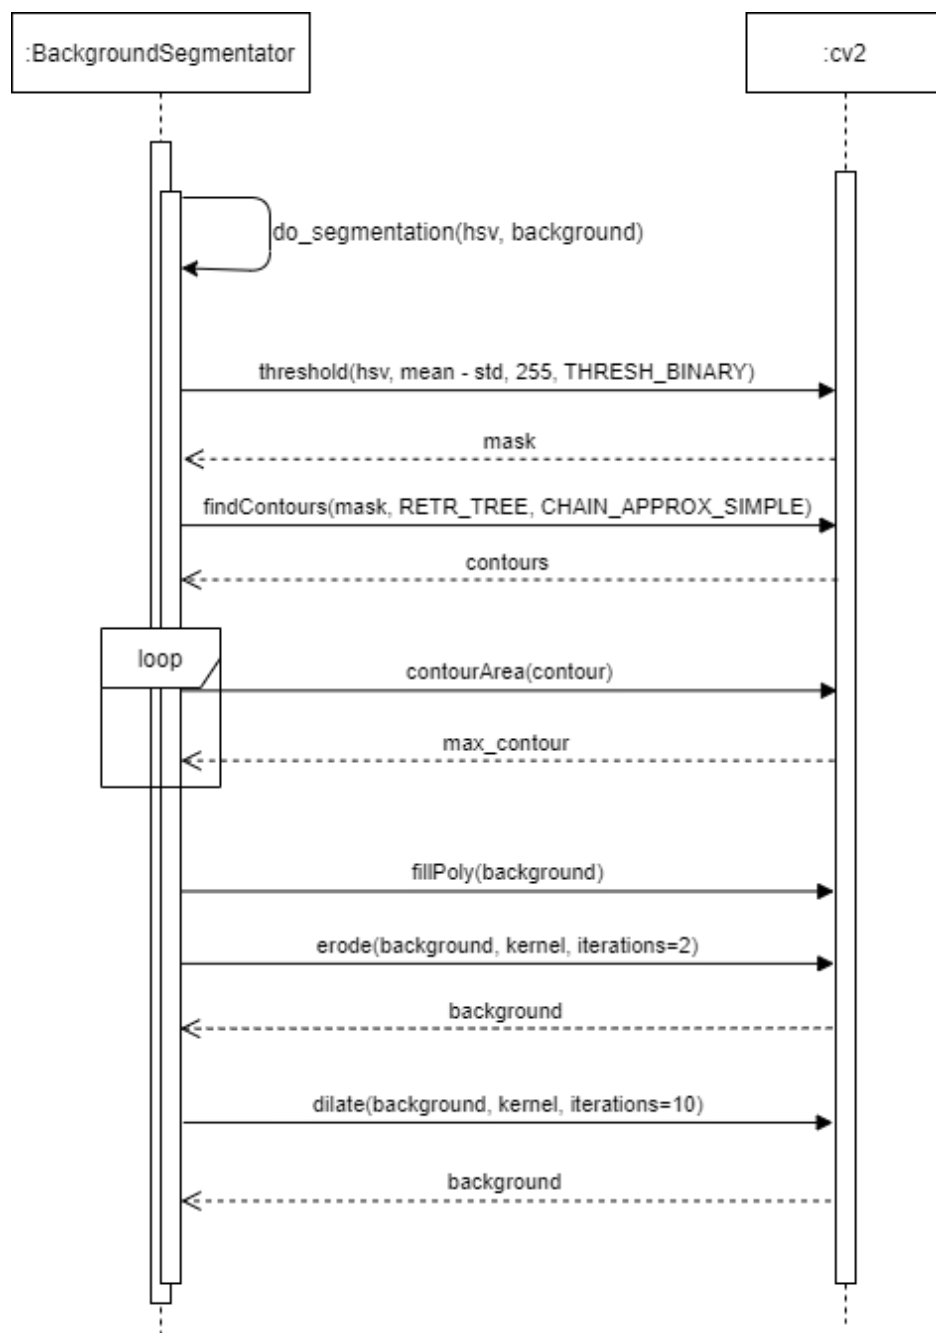 :BackgroundSegmentator
:cv2
do_segmentation(hsv, background)
threshold(hsv, mean - std, 255, THRESH_BINARY)
mask
findContours(mask, RETR_TREE, CHAIN_APPROX_SIMPLE)
contours
loop
contourArea(contour)
max_contour
fillPoly(background)
erode(background, kernel, iterations=2)
background
dilate(background, kernel, iterations=10)
background